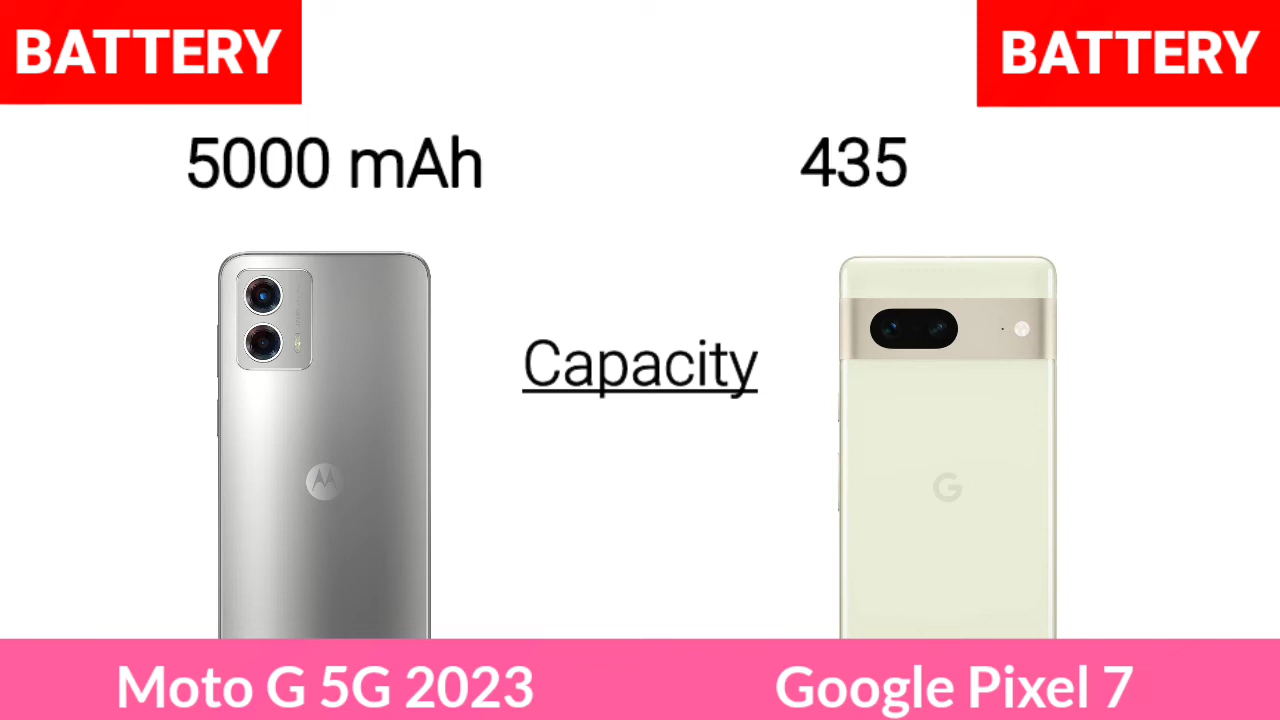 BATTERY
BATTERY
5000 mAh
435
Capacity
G
Moto G 5G 2023
Google Pixel 7